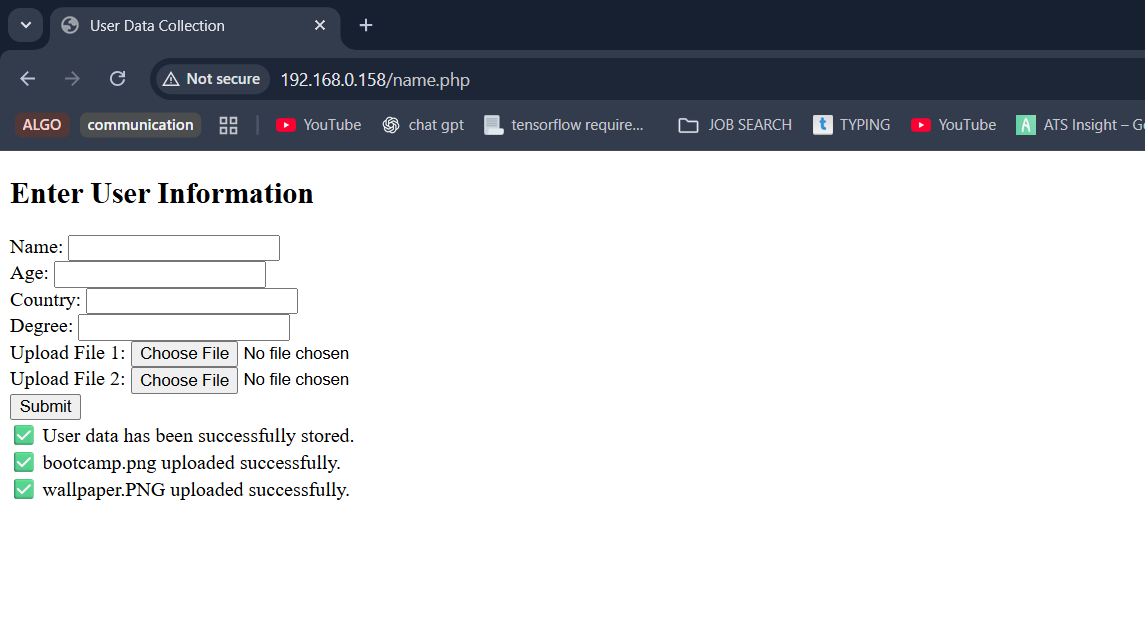 User Data Collection
Not secure 192.168.0.158/name.php
ALGO communication YouTube chat gpt tensorflow require... JOB SEARCH TYPING YouTube ATS Insight – G
Enter User Information
Name:
Age:
Country:
Degree:
Upload File 1: Choose File No file chosen
Upload File 2: Choose File No file chosen
Submit
✅ User data has been successfully stored.
✅ bootcamp.png uploaded successfully.
✅ wallpaper.PNG uploaded successfully.